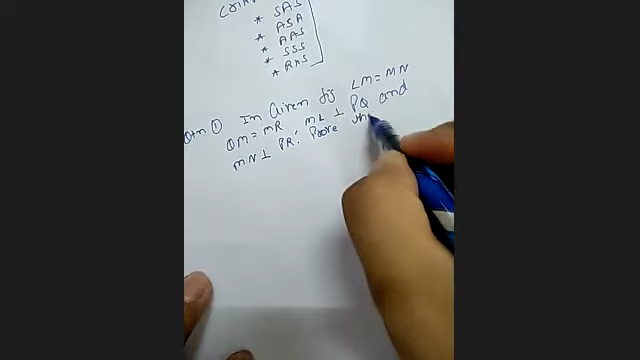 * SAS
* ASA
* AAS
* SSS
* RHS
Qtn ① In Given fig LM = MN
QM = MR, ML ⊥ PQ and
MN ⊥ PR. Prove